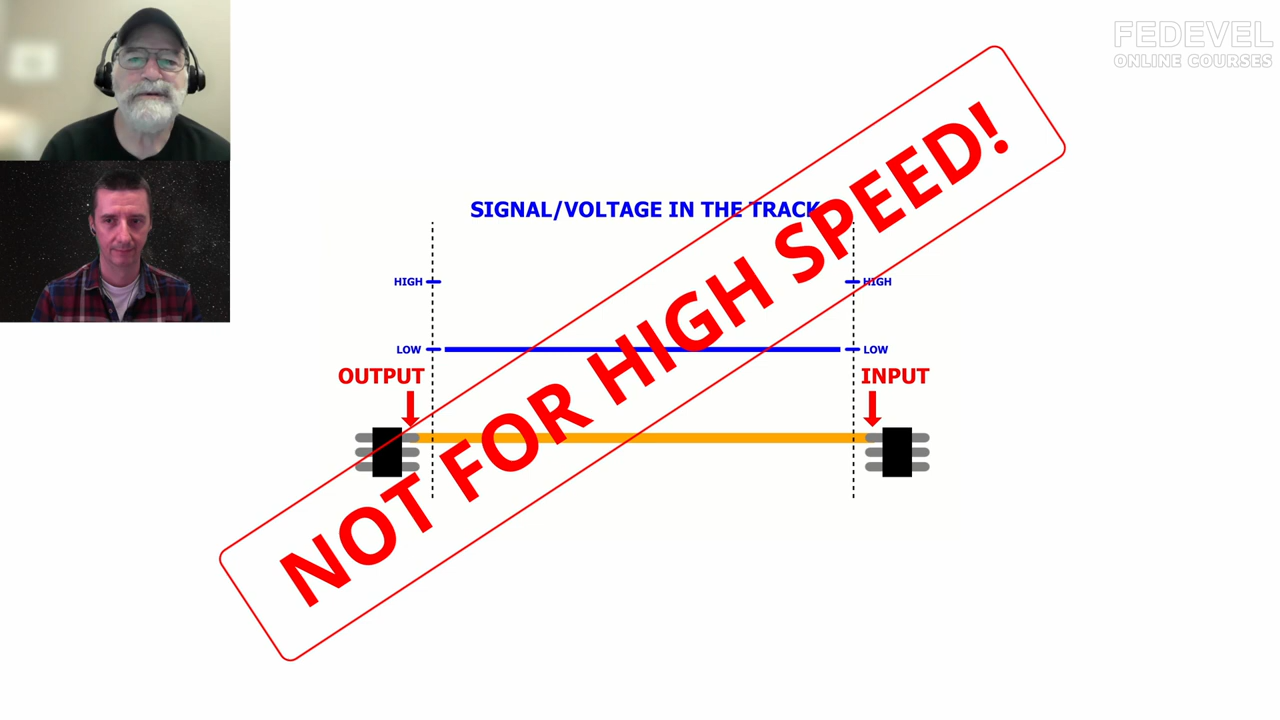 FEDEVEL
ONLINE COURSES
SIGNAL/VOLTAGE IN THE TRACK
HIGH
HIGH
LOW
LOW
OUTPUT
INPUT
NOT FOR HIGH SPEED!